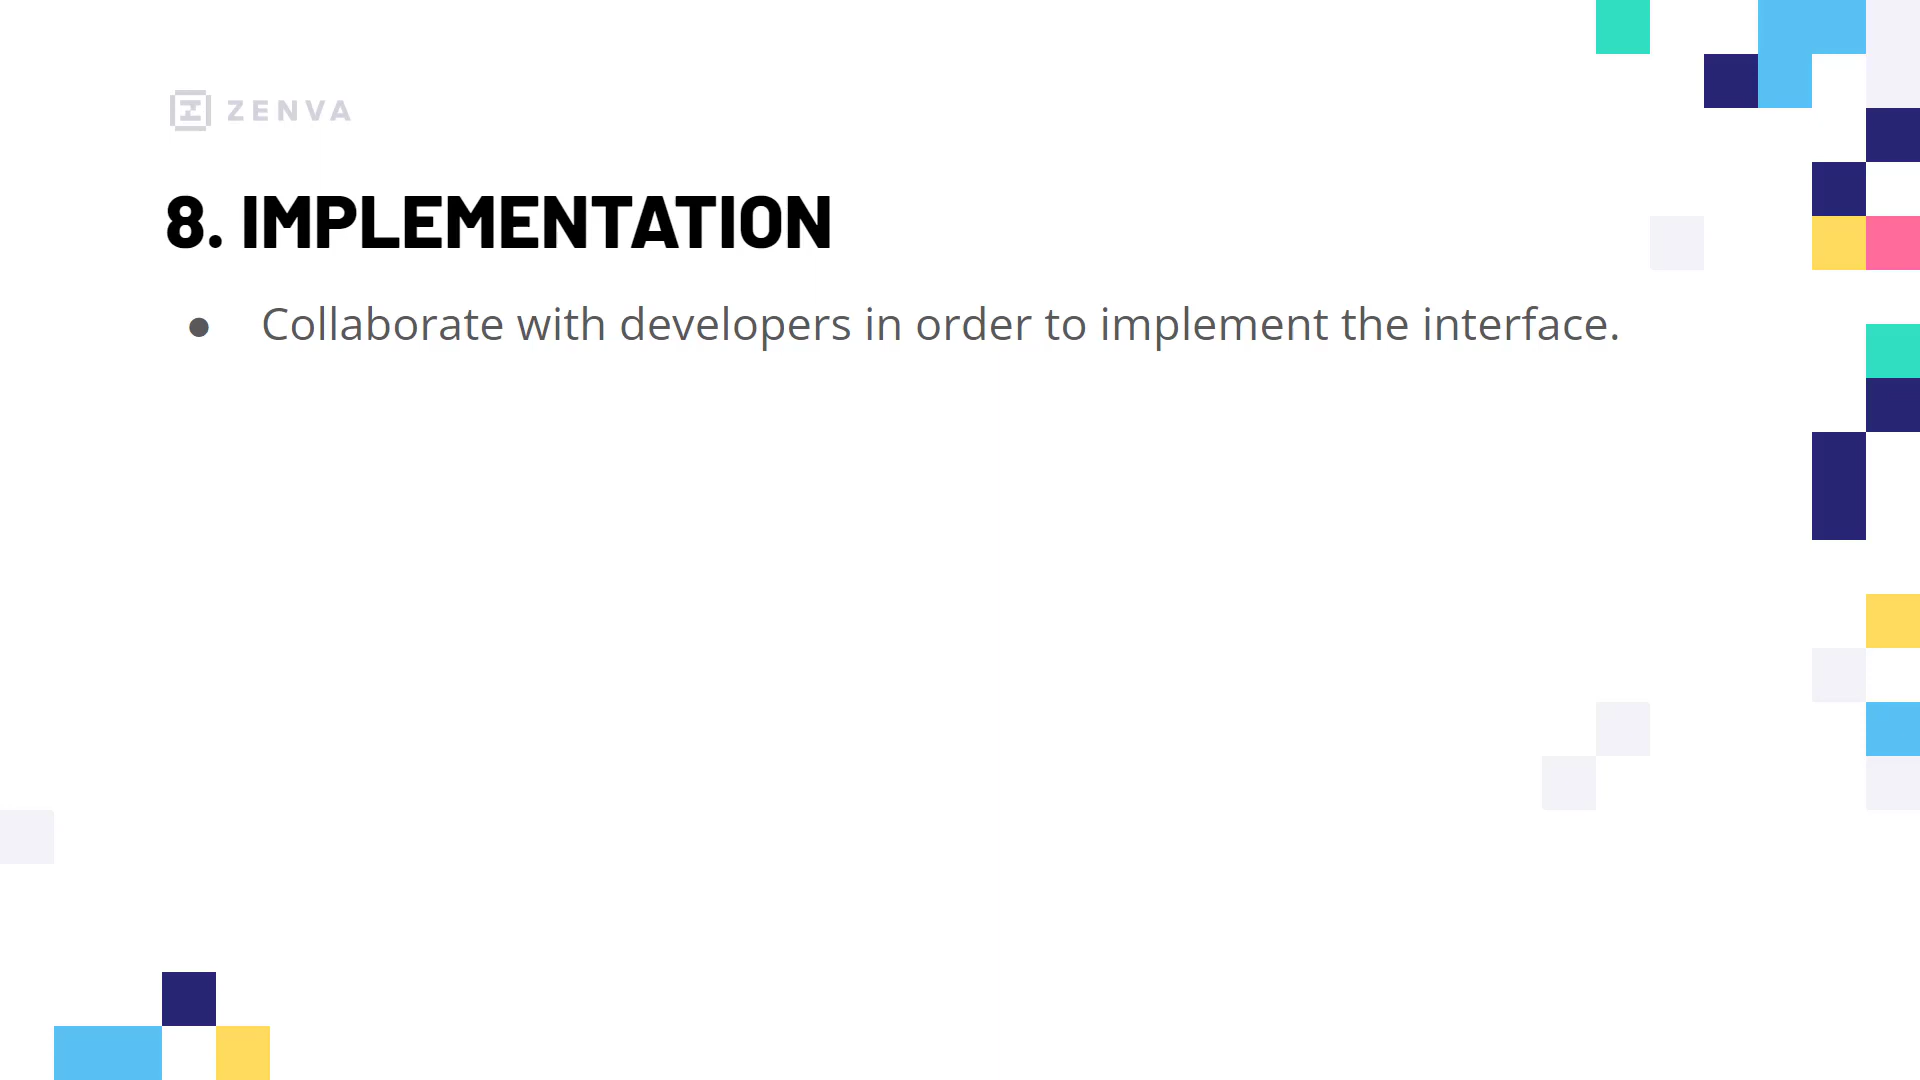 ZENVA
8. IMPLEMENTATION
● Collaborate with developers in order to implement the interface.